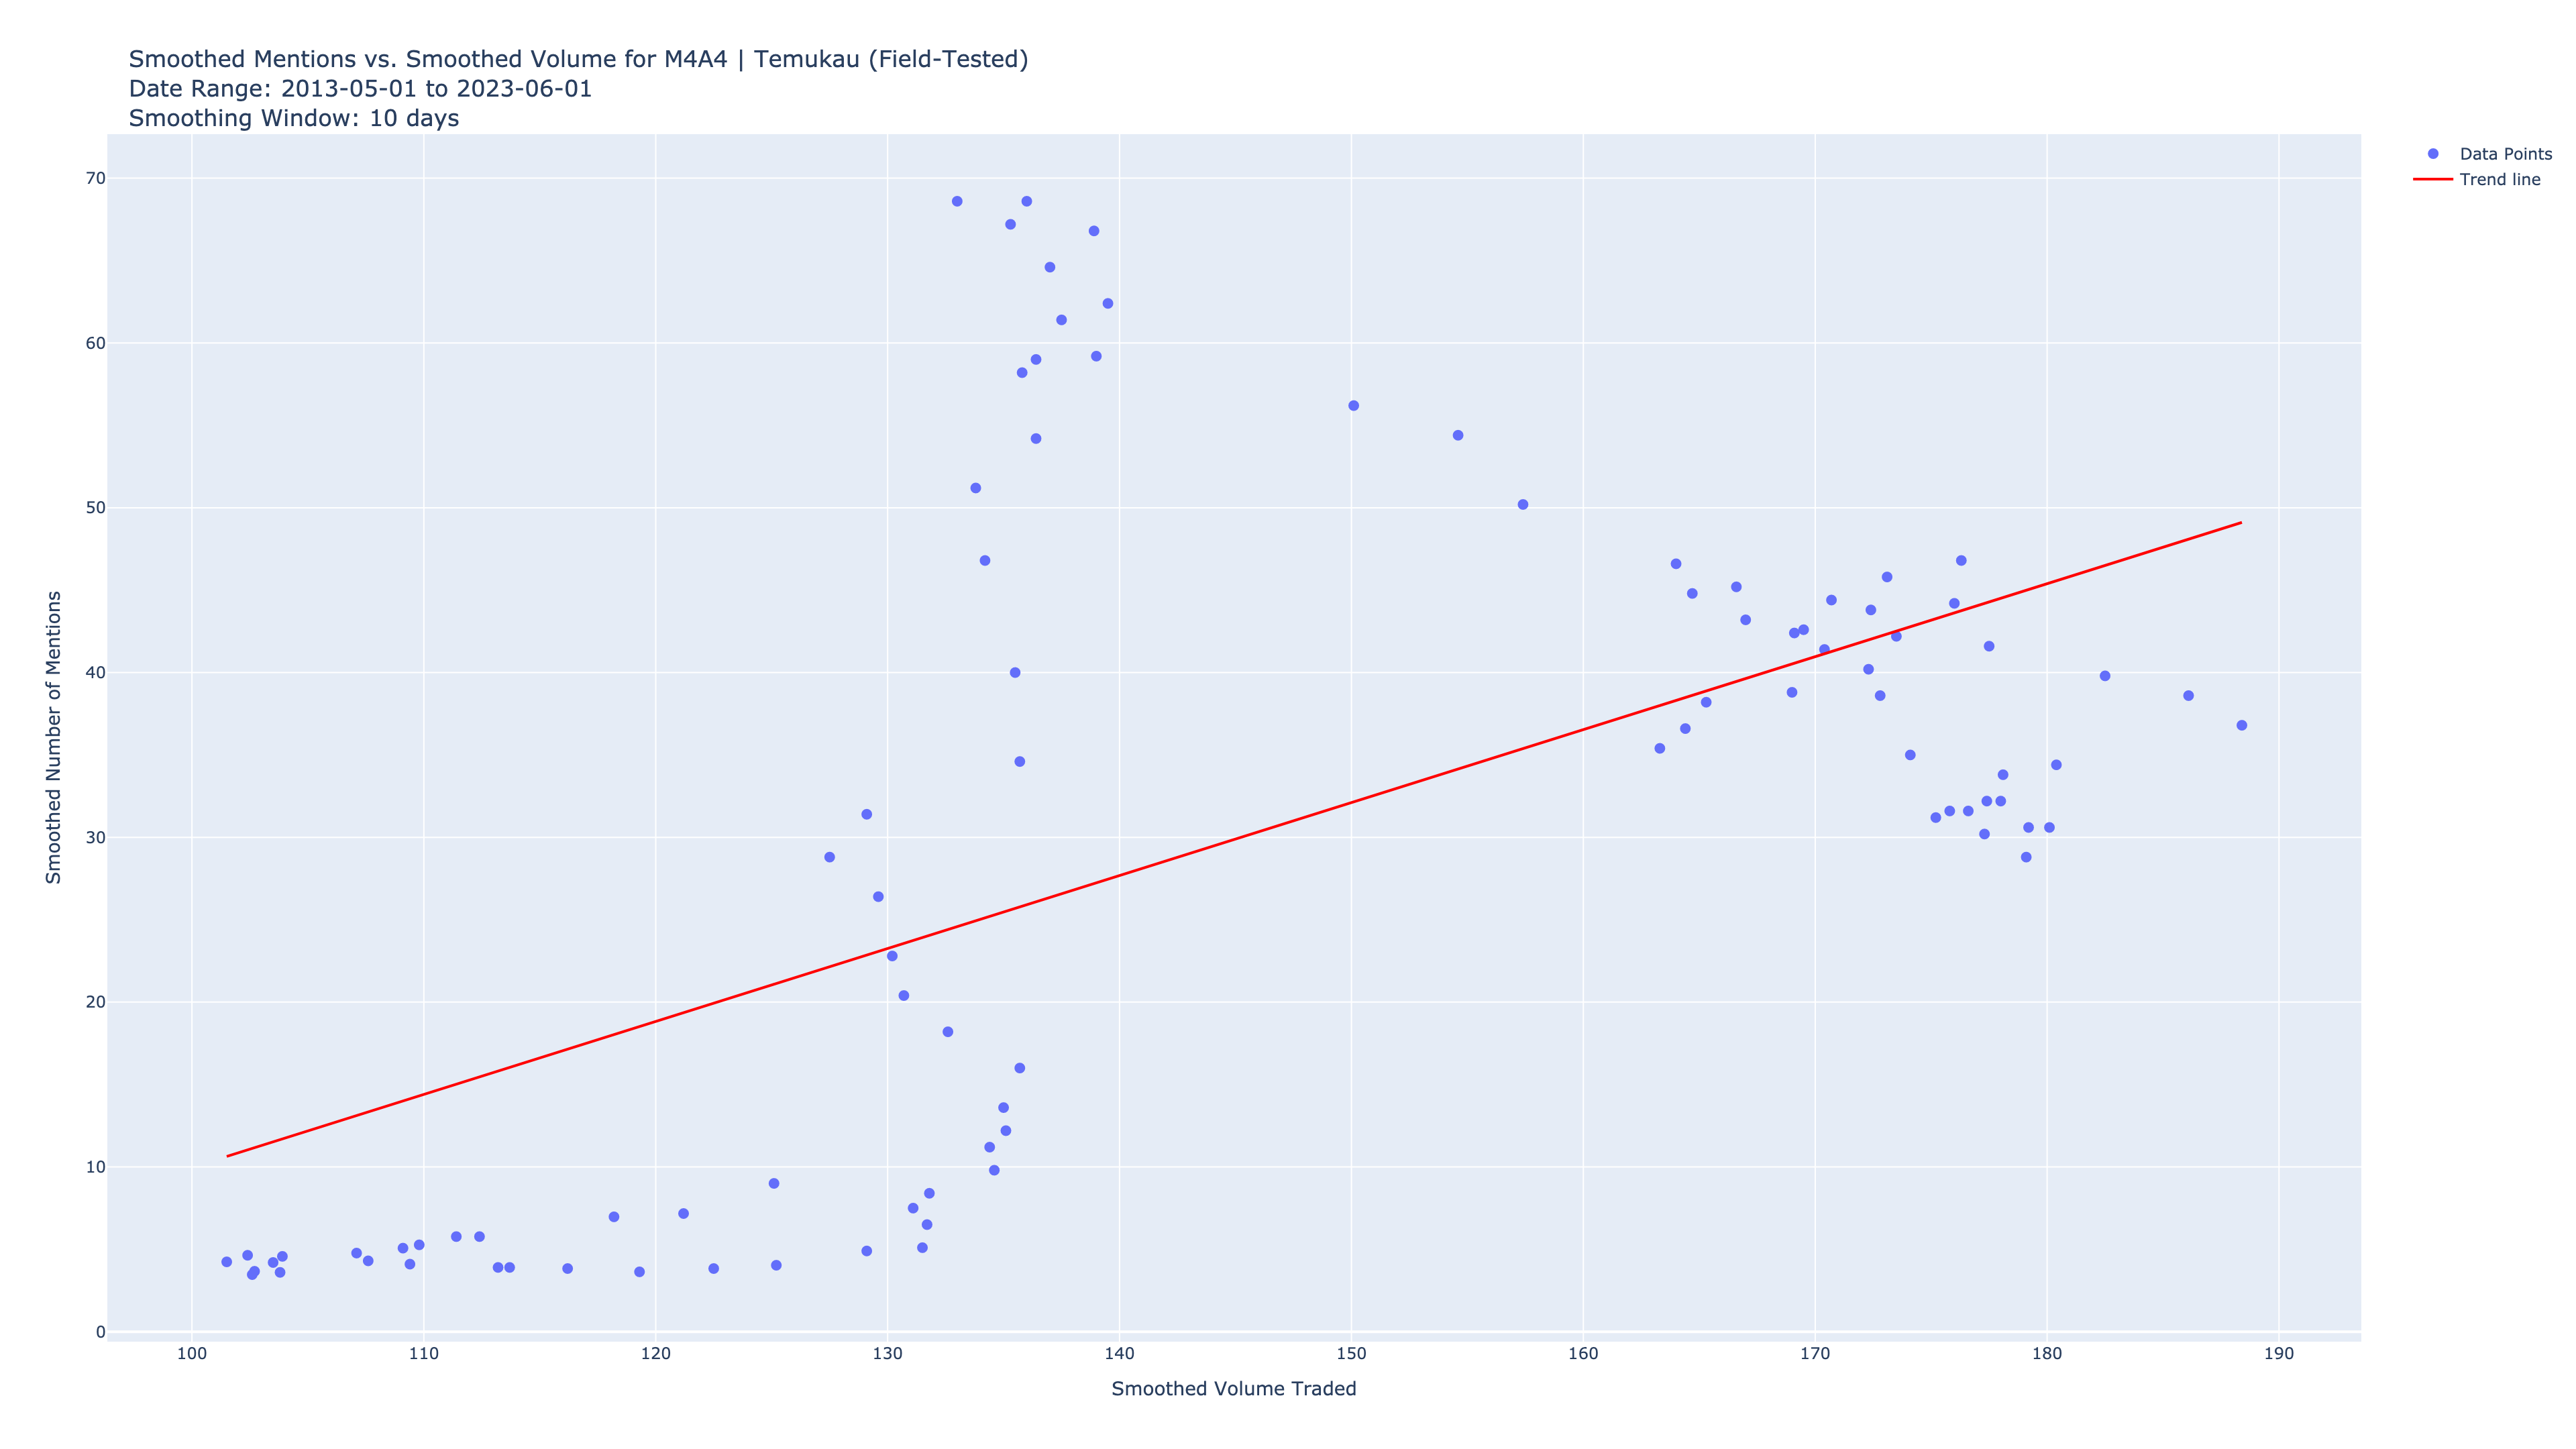 Smoothed Mentions vs. Smoothed Volume for M4A4 | Temukau (Field-Tested)
Date Range: 2013-05-01 to 2023-06-01
Smoothing Window: 10 days
Data Points
Trend line
70
60
50
40
30
20
10
0
Smoothed Number of Mentions
100
110
120
130
140
150
160
170
180
190
Smoothed Volume Traded